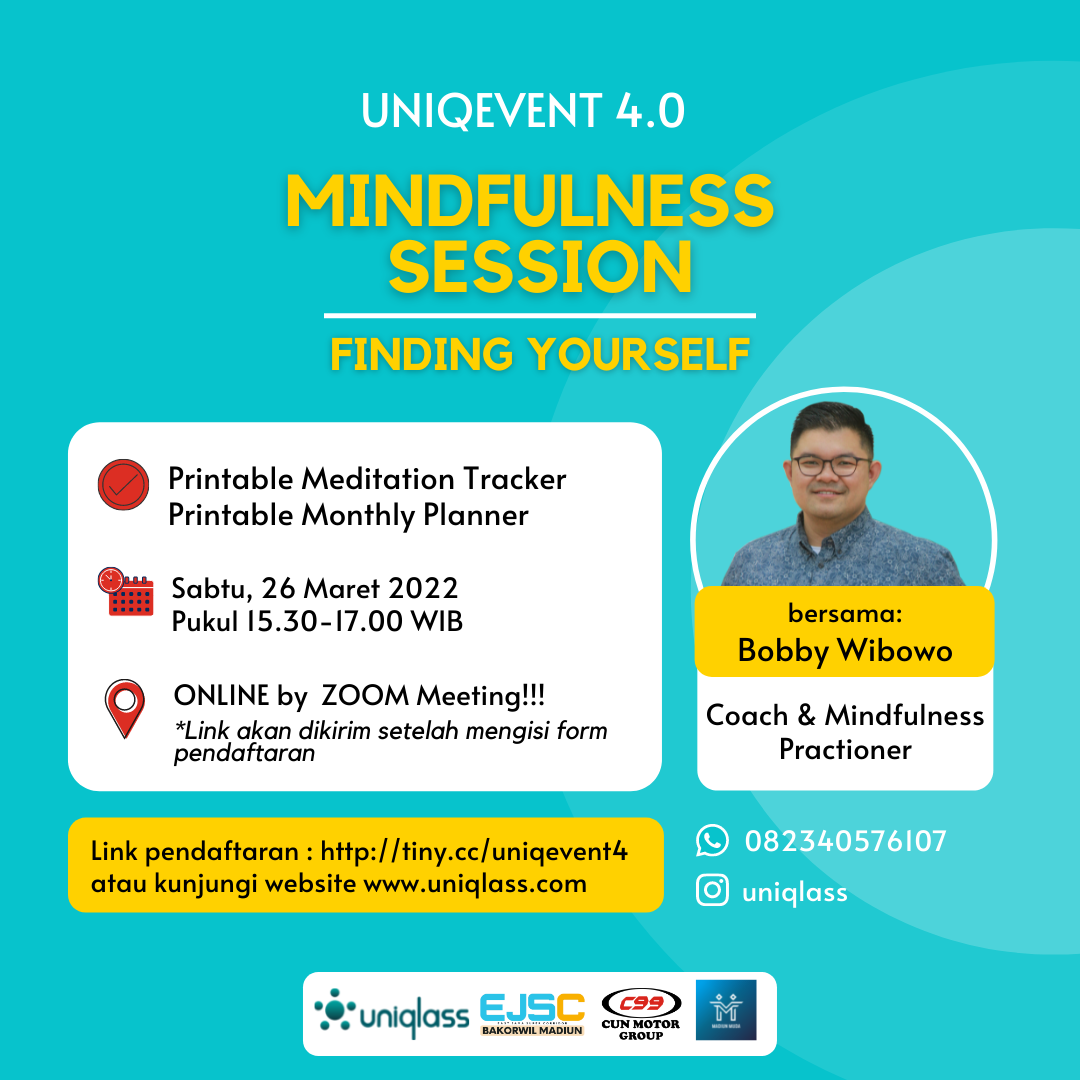 UNIQEVENT 4.0
MINDFULNESS
SESSION
FINDING YOURSELF
Printable Meditation Tracker
Printable Monthly Planner
Sabtu, 26 Maret 2022
Pukul 15.30-17.00 WIB
ONLINE by ZOOM Meeting!!!
*Link akan dikirim setelah mengisi form
pendaftaran
bersama:
Bobby Wibowo
Coach & Mindfulness
Practioner
Link pendaftaran : http://tiny.cc/uniqevent4
atau kunjungi website www.uniqlass.com
082340576107
uniqlass
uniqlass
EJSC
BAKORWIL MADIUN
C99
CUN MOTOR
GROUP
MADIUN MUDA